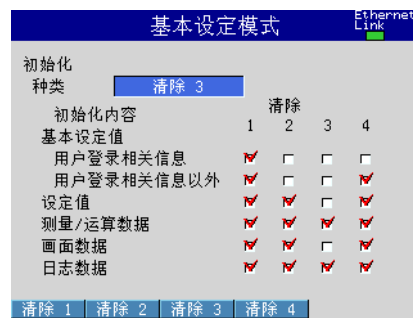 基本设定模式
Ethernet
Link
初始化
种类 清除 3
初始化内容 清除
1 2 3 4
基本设定值
用户登录相关信息
用户登录相关信息以外
设定值
测量/运算数据
画面数据
日志数据
清除 1 清除 2 清除 3 清除 4